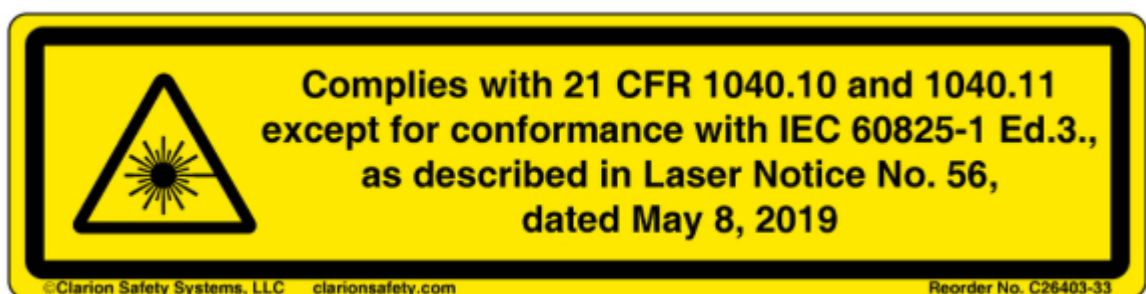 Complies with 21 CFR 1040.10 and 1040.11
except for conformance with IEC 60825-1 Ed.3.,
as described in Laser Notice No. 56,
dated May 8, 2019
©Clarion Safety Systems, LLC clarionsafety.com Reorder No. C26403-33